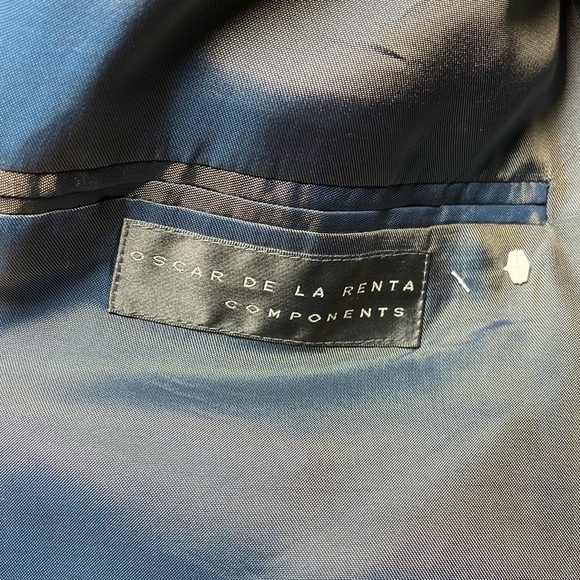 OSCAR DE LA RENTA
COMPONENTS